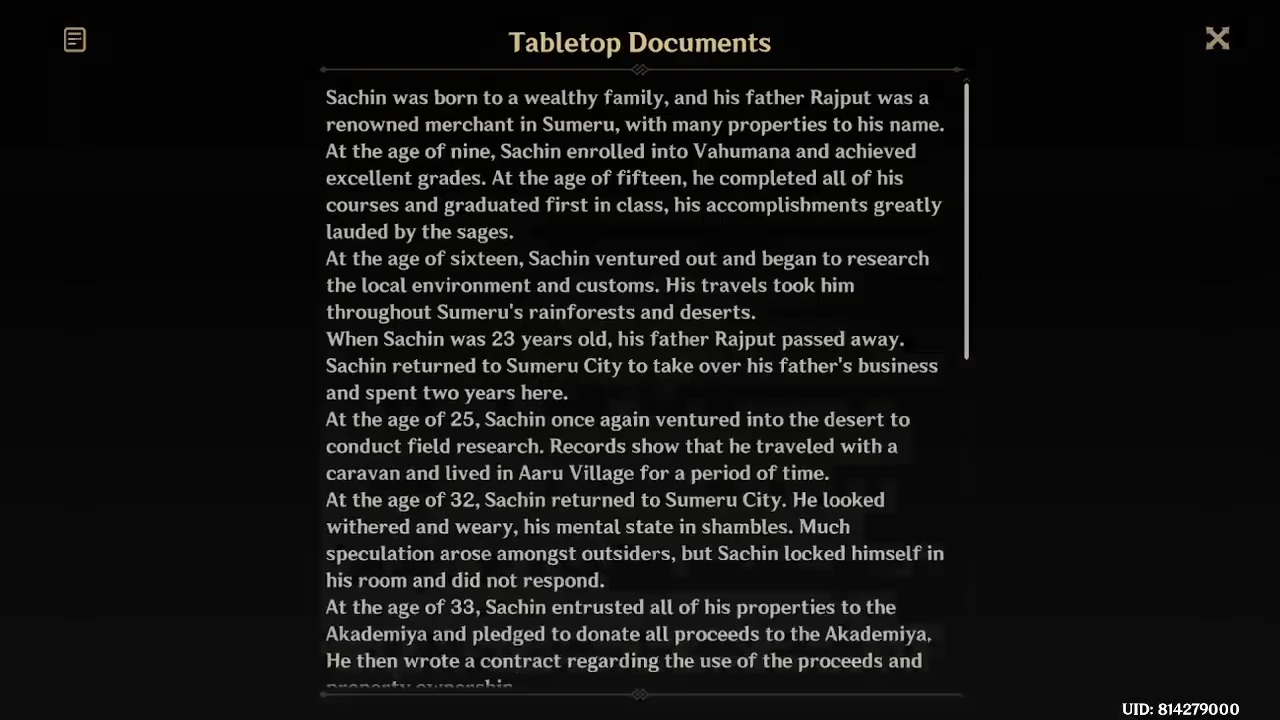 Tabletop Documents
Sachin was born to a wealthy family, and his father Rajput was a
renowned merchant in Sumeru, with many properties to his name.
At the age of nine, Sachin enrolled into Vahumana and achieved
excellent grades. At the age of fifteen, he completed all of his
courses and graduated first in class, his accomplishments greatly
lauded by the sages.
At the age of sixteen, Sachin ventured out and began to research
the local environment and customs. His travels took him
throughout Sumeru's rainforests and deserts.
When Sachin was 23 years old, his father Rajput passed away.
Sachin returned to Sumeru City to take over his father's business
and spent two years here.
At the age of 25, Sachin once again ventured into the desert to
conduct field research. Records show that he traveled with a
caravan and lived in Aaru Village for a period of time.
At the age of 32, Sachin returned to Sumeru City. He looked
withered and weary, his mental state in shambles. Much
speculation arose amongst outsiders, but Sachin locked himself in
his room and did not respond.
At the age of 33, Sachin entrusted all of his properties to the
Akademiya and pledged to donate all proceeds to the Akademiya.
He then wrote a contract regarding the use of the proceeds and
property ownership.
UID: 814279000